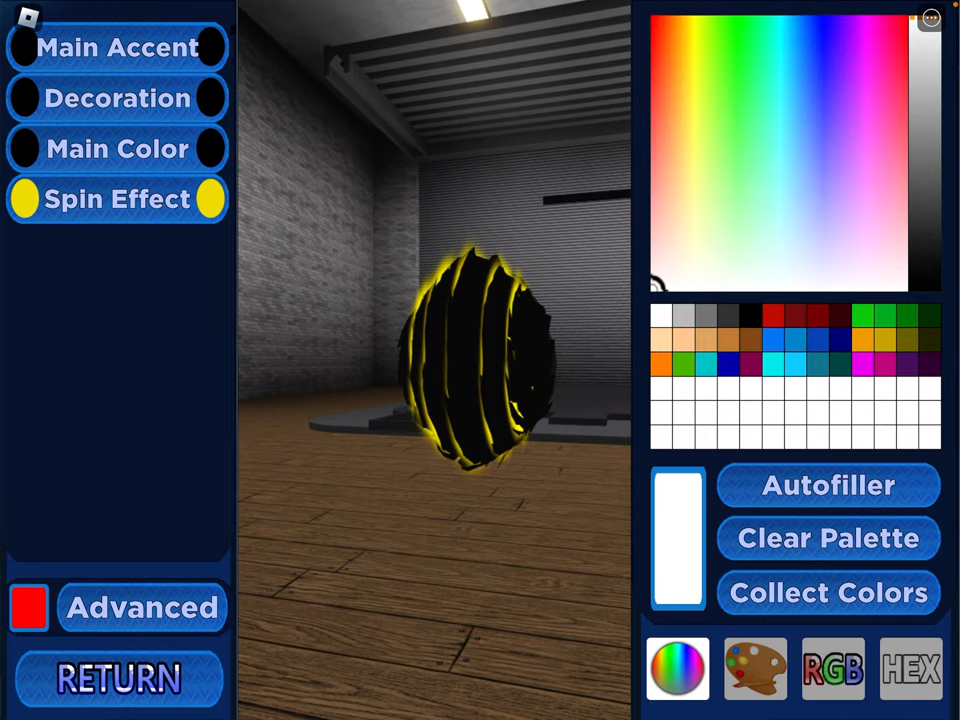 Main Accent
Decoration
Main Color
Spin Effect
Advanced
RETURN
Autofiller
Clear Palette
Collect Colors
RGB
HEX